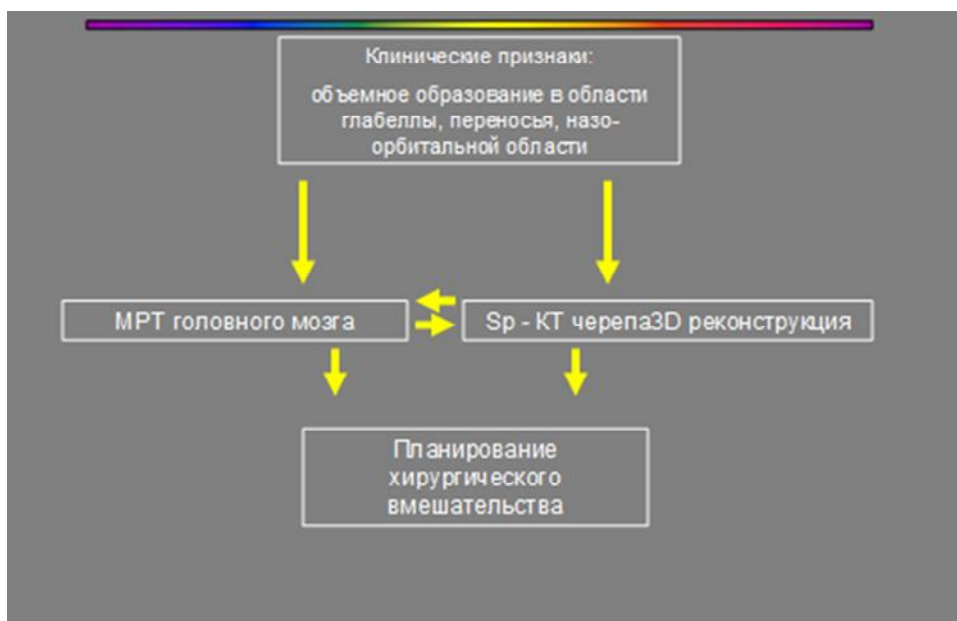 Клинические признаки:
объемное образование в области
глабеллы, переносья, назо-
орбитальной области
МРТ головного мозга
Sp - КТ черепа3D реконструкция
Планирование
хирургического
вмешательства